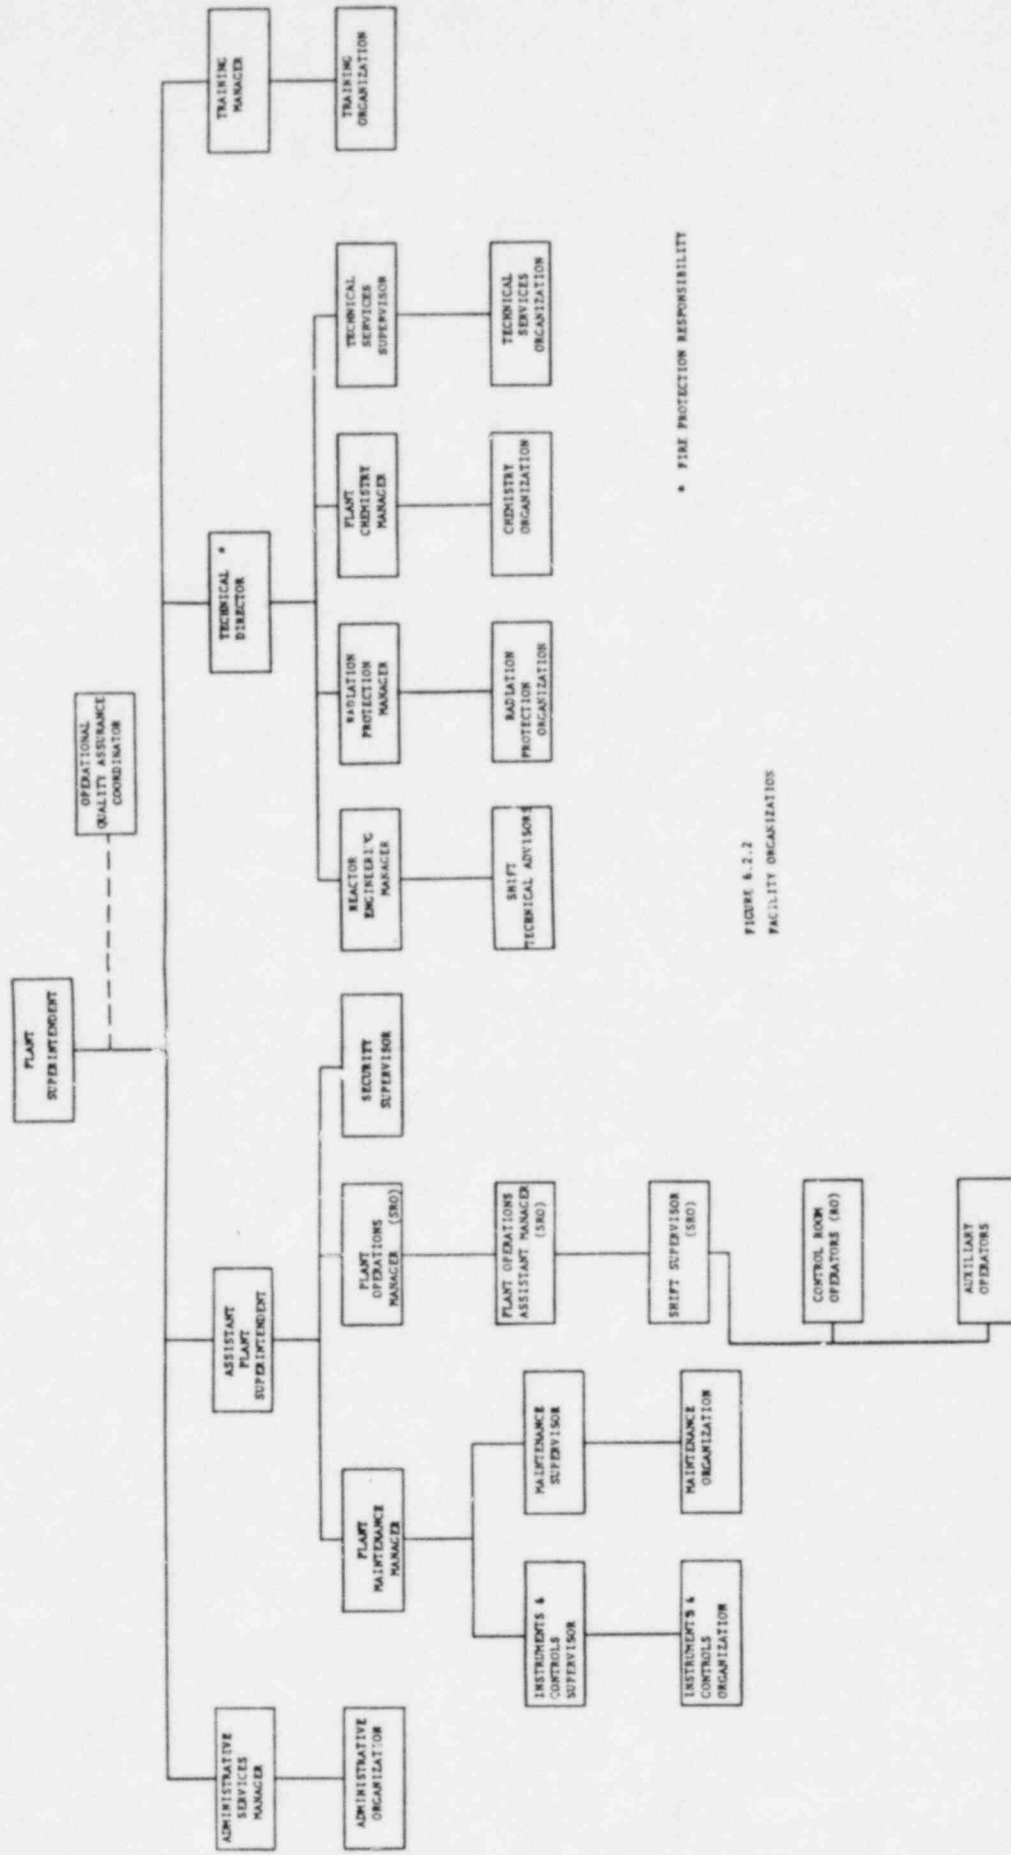 PLANT
SUPERINTENDENT
OPERATIONAL
QUALITY ASSURANCE
COORDINATOR
ADMINISTRATIVE
SERVICES
MANAGER
ASSISTANT
PLANT
SUPERINTENDENT
TECHNICAL *
DIRECTOR
TRAINING
MANAGER
ADMINISTRATIVE
ORGANIZATION
PLANT
MAINTENANCE
MANAGER
PLANT
OPERATIONS
MANAGER (SRO)
SECURITY
SUPERVISOR
REACTOR
ENGINEERING
MANAGER
RADIATION
PROTECTION
MANAGER
PLANT
CHEMISTRY
MANAGER
TECHNICAL
SERVICES
SUPERVISOR
TRAINING
ORGANIZATION
INSTRUMENTS &
CONTROLS
SUPERVISOR
MAINTENANCE
SUPERVISOR
PLANT OPERATIONS
ASSISTANT MANAGER
(SRO)
SHIFT
TECHNICAL ADVISORS
RADIATION
PROTECTION
ORGANIZATION
CHEMISTRY
ORGANIZATION
TECHNICAL
SERVICES
ORGANIZATION
INSTRUMENTS &
CONTROLS
ORGANIZATION
MAINTENANCE
ORGANIZATION
SHIFT SUPERVISOR
(SRO)
* FIRE PROTECTION RESPONSIBILITY
CONTROL ROOM
OPERATORS (RO)
AUXILIARY
OPERATORS
FIGURE 6.2.2
FACILITY ORGANIZATION